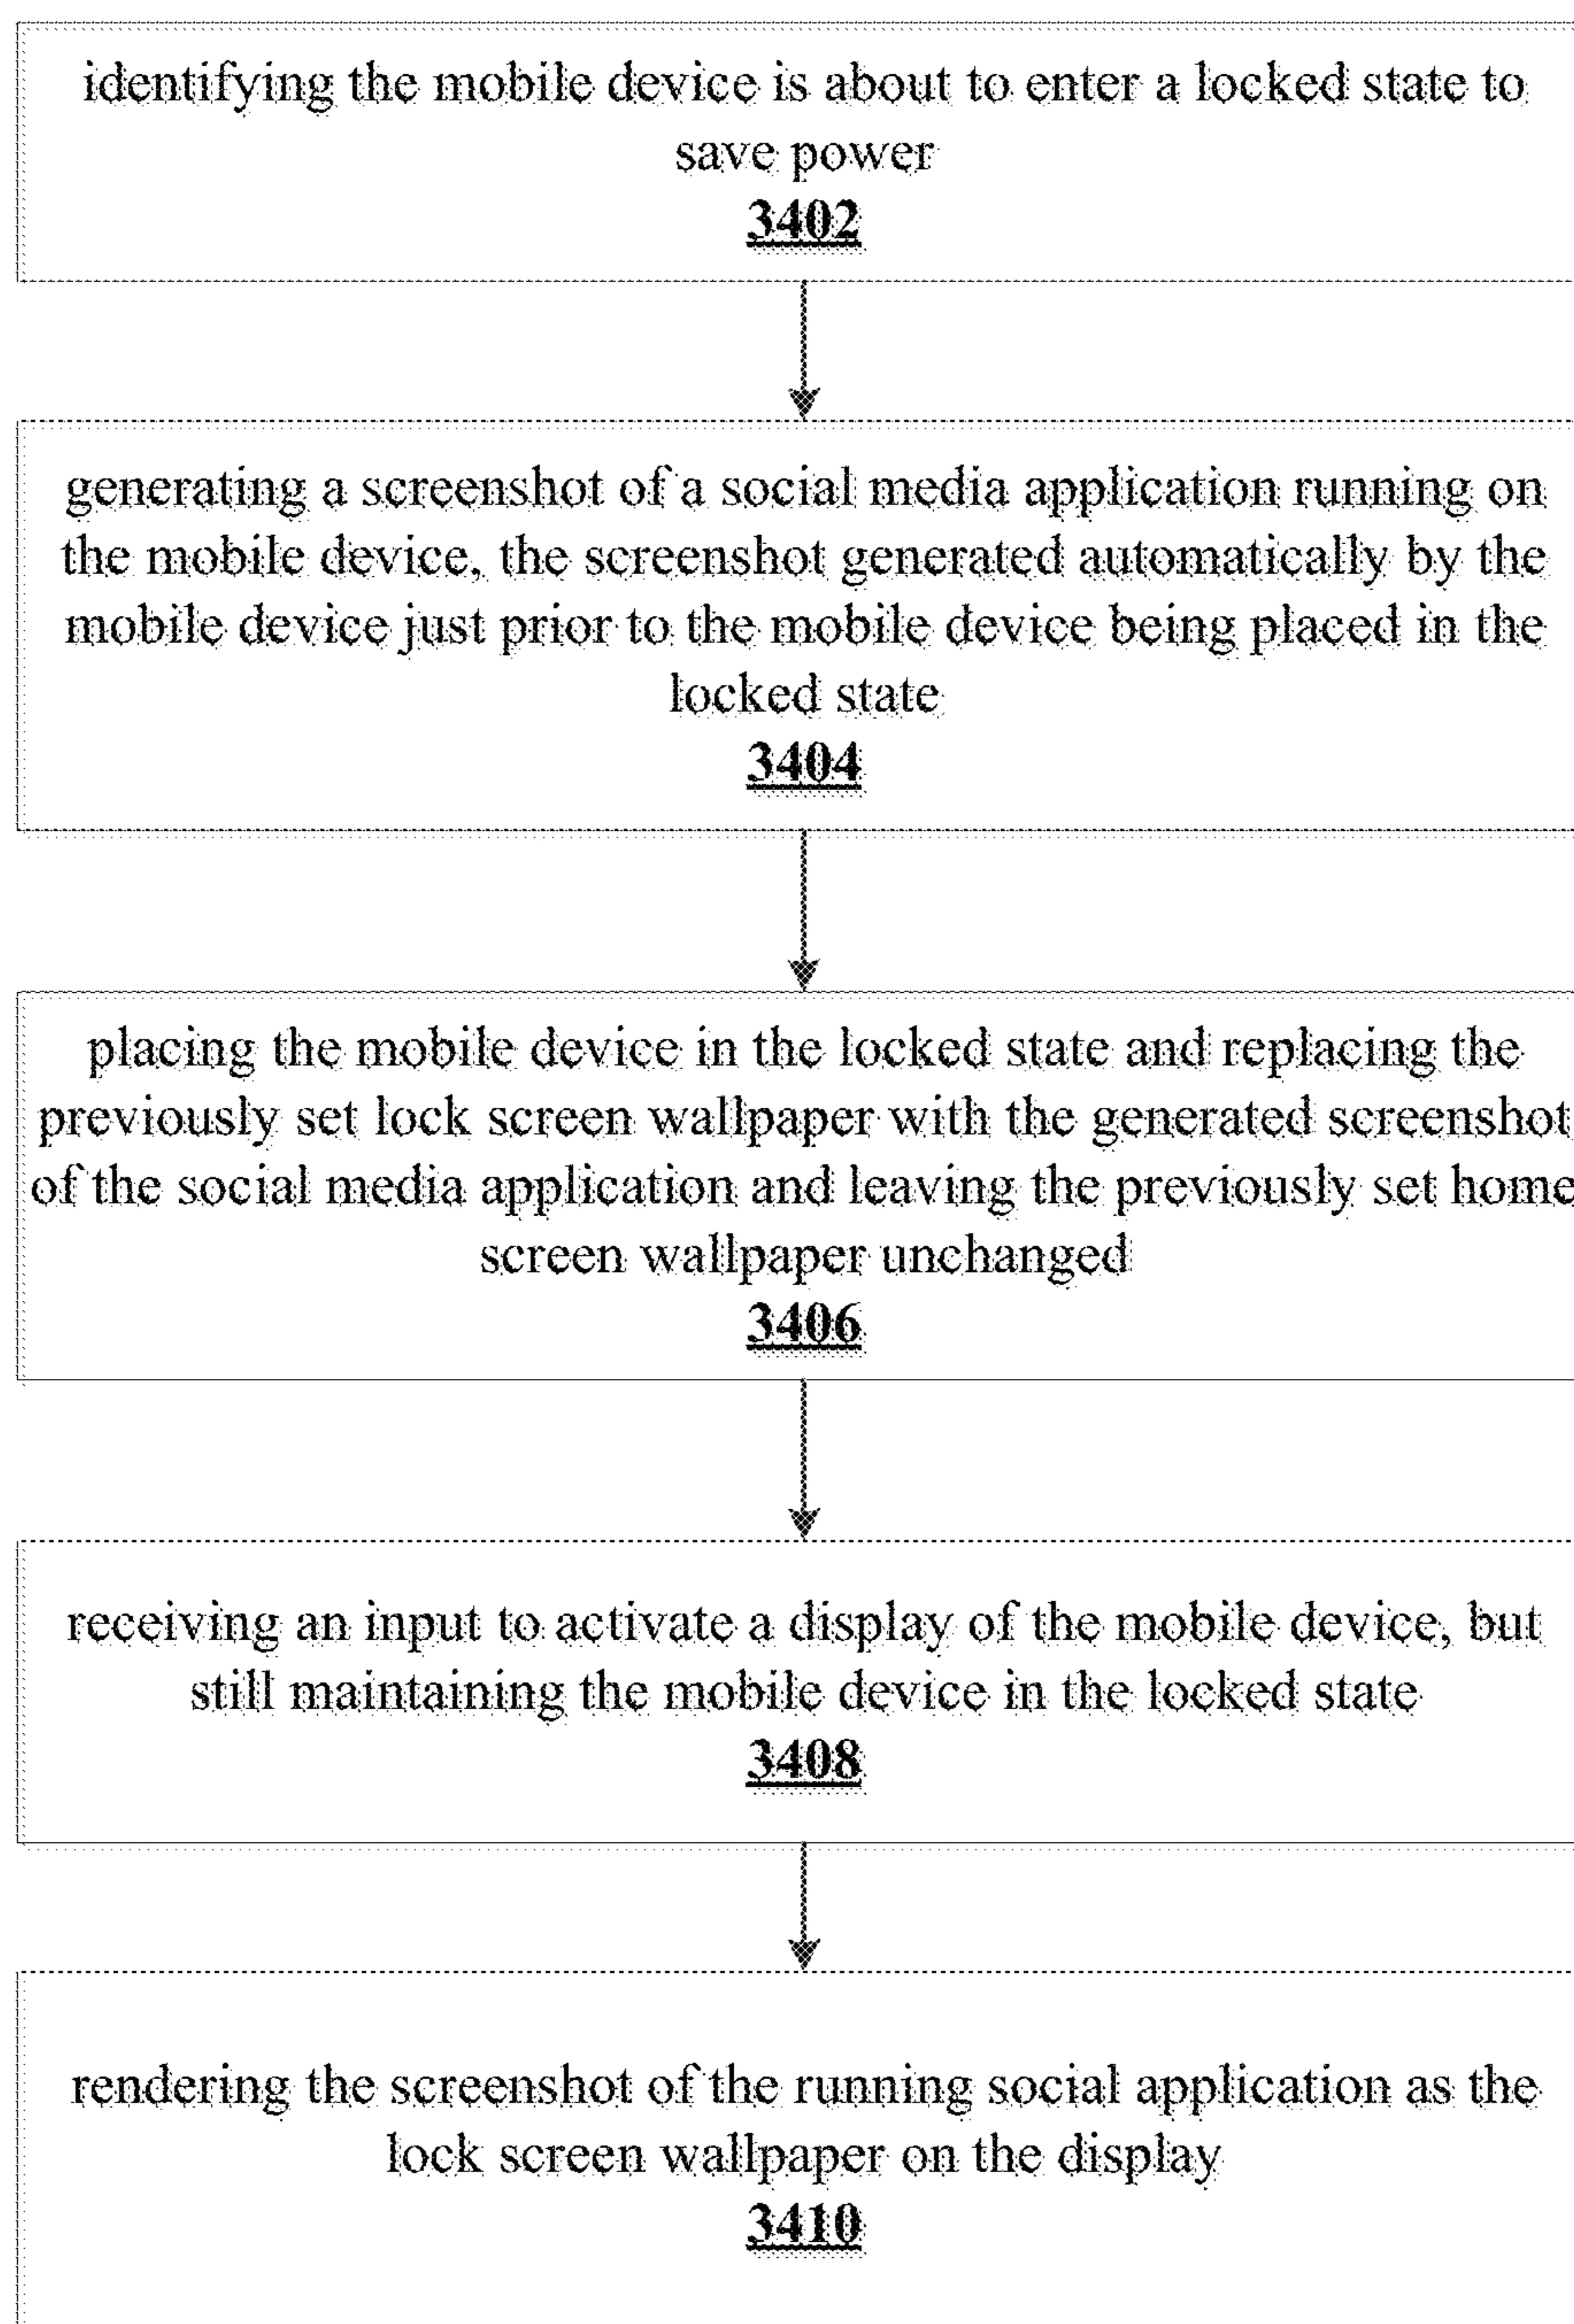 identifying the mobile device is about to enter a locked state to
save power
3402
generating a screenshot of a social media application running on
the mobile device, the screenshot generated automatically by the
mobile device just prior to the mobile device being placed in the
locked state
3404
placing the mobile device in the locked state and replacing the
previously set lock screen wallpaper with the generated screenshot
of the social media application and leaving the previously set home
screen wallpaper unchanged
3406
receiving an input to activate a display of the mobile device, but
still maintaining the mobile device in the locked state
3408
rendering the screenshot of the running social application as the
lock screen wallpaper on the display
3410